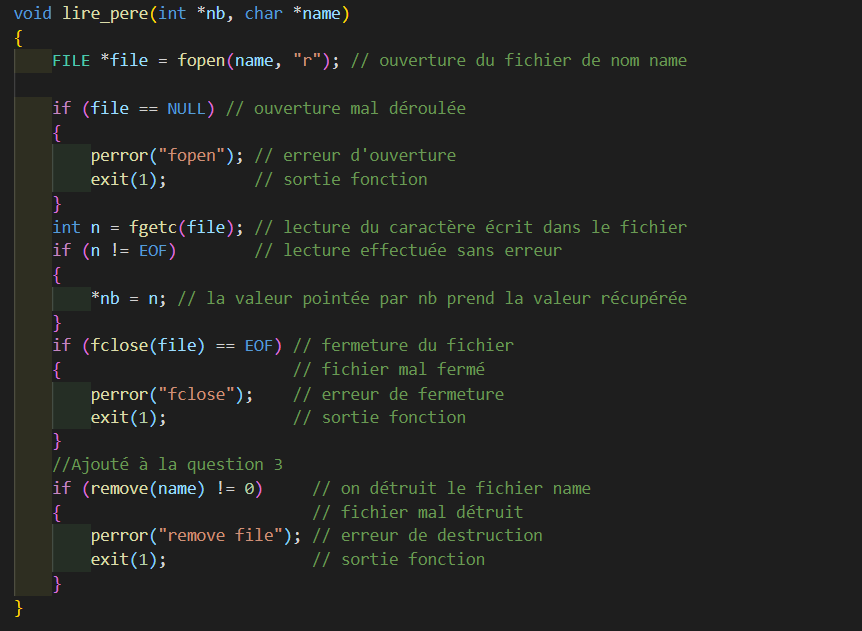 void lire_pere(int *nb, char *name)
{
    FILE *file = fopen(name, "r"); // ouverture du fichier de nom name

    if (file == NULL) // ouverture mal déroulée
    {
        perror("fopen"); // erreur d'ouverture
        exit(1);         // sortie fonction
    }
    int n = fgetc(file); // lecture du caractère écrit dans le fichier
    if (n != EOF)        // lecture effectuée sans erreur
    {
        *nb = n; // la valeur pointée par nb prend la valeur récupérée
    }
    if (fclose(file) == EOF) // fermeture du fichier
    {                        // fichier mal fermé
        perror("fclose");    // erreur de fermeture
        exit(1);             // sortie fonction
    }
    //Ajouté à la question 3
    if (remove(name) != 0)     // on détruit le fichier name
    {                          // fichier mal détruit
        perror("remove file"); // erreur de destruction
        exit(1);               // sortie fonction
    }
}